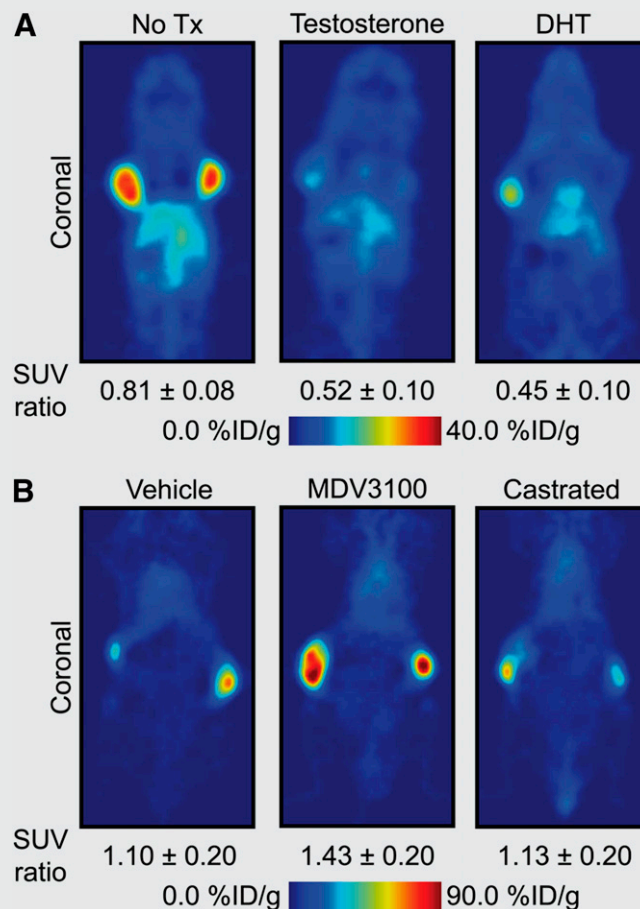 A
No Tx Testosterone DHT
Coronal
SUV ratio 0.81 ± 0.08 0.52 ± 0.10 0.45 ± 0.10
0.0 %ID/g 40.0 %ID/g
B
Vehicle MDV3100 Castrated
Coronal
SUV ratio 1.10 ± 0.20 1.43 ± 0.20 1.13 ± 0.20
0.0 %ID/g 90.0 %ID/g